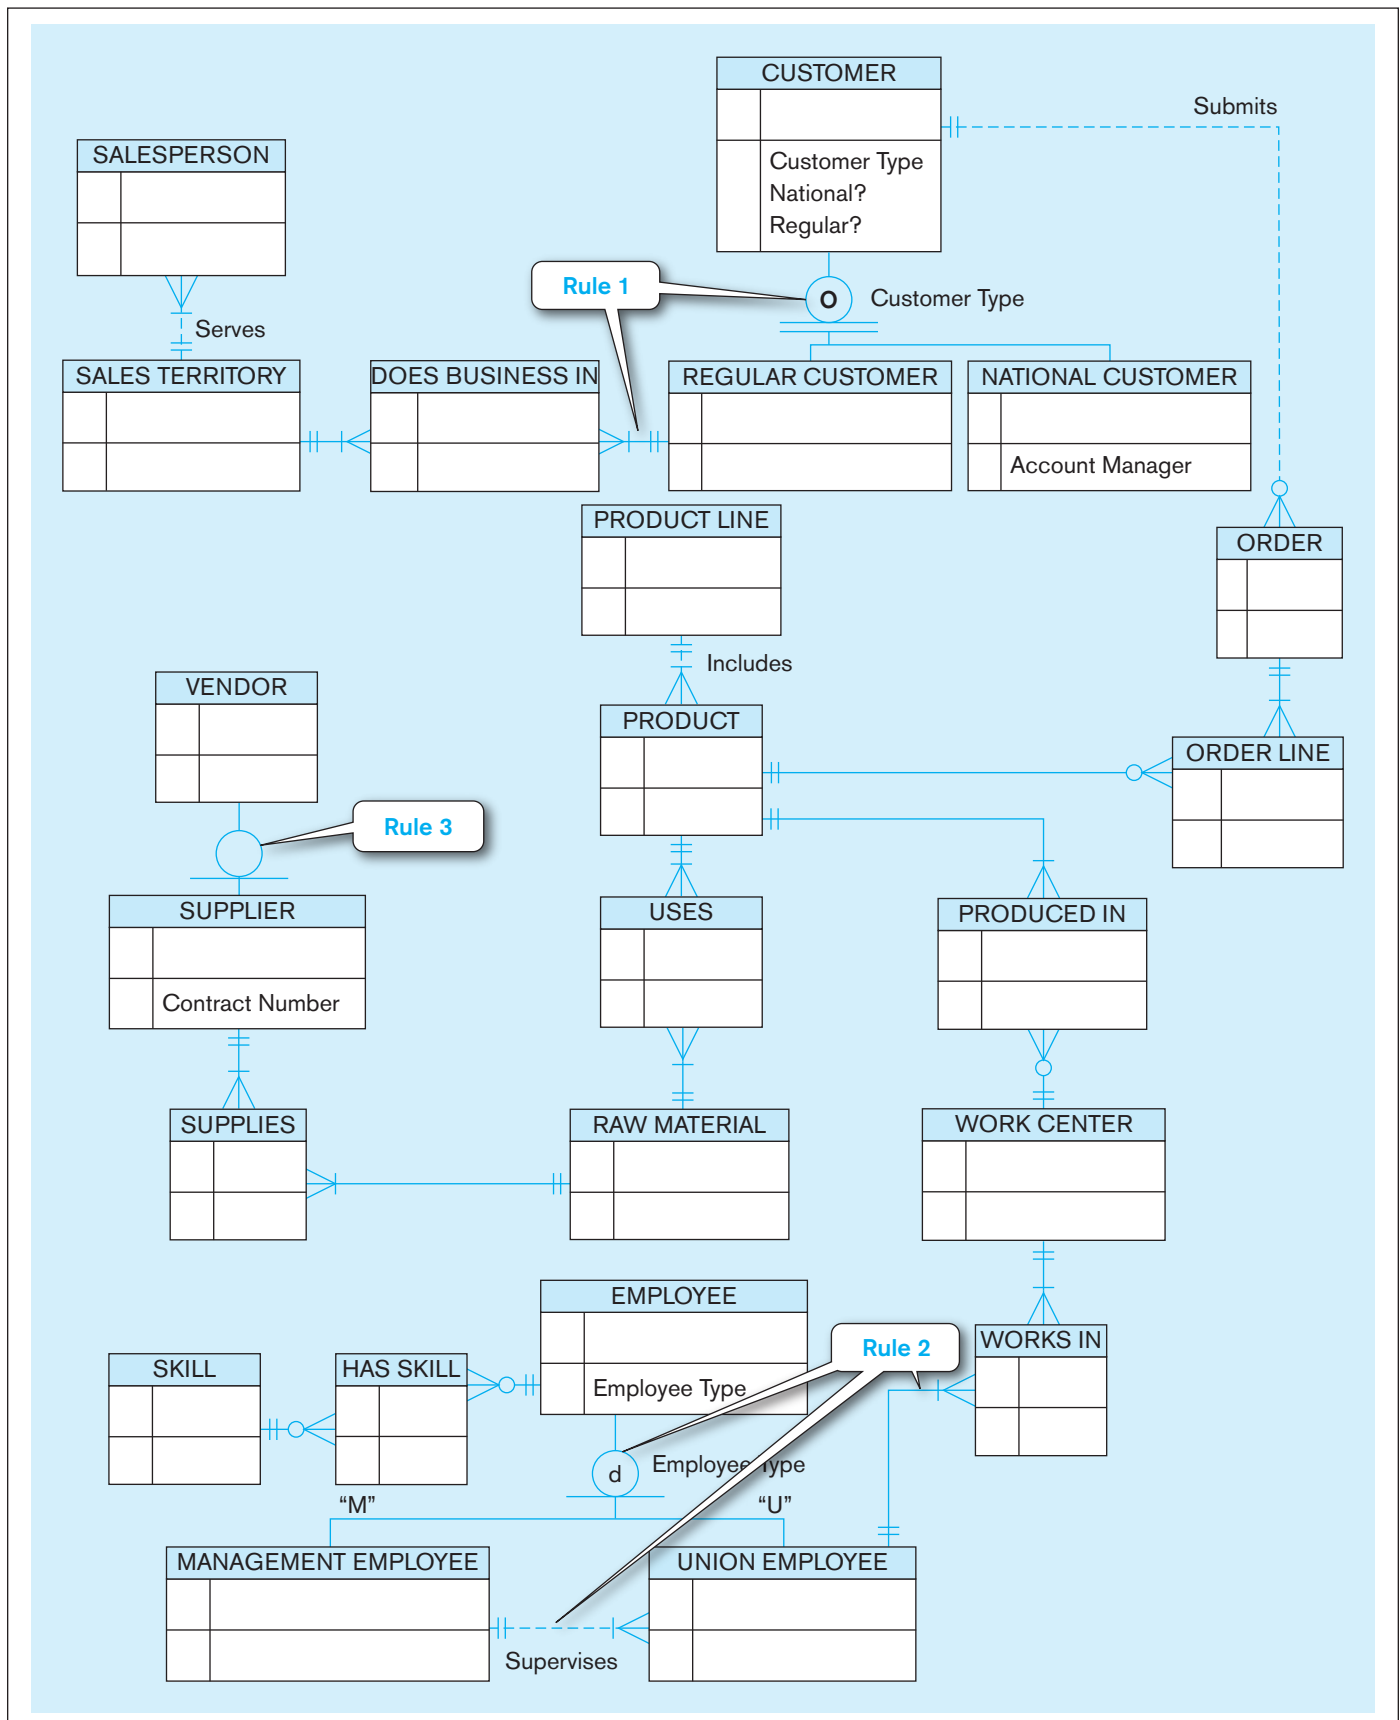 CUSTOMER
Submits
SALESPERSON
Customer Type
National?
Regular?
Rule 1
O
Customer Type
Serves
SALES TERRITORY
DOES BUSINESS IN
REGULAR CUSTOMER
NATIONAL CUSTOMER
Account Manager
PRODUCT LINE
ORDER
Includes
VENDOR
PRODUCT
ORDER LINE
Rule 3
SUPPLIER
USES
PRODUCED IN
Contract Number
SUPPLIES
RAW MATERIAL
WORK CENTER
EMPLOYEE
Rule 2
WORKS IN
SKILL
HAS SKILL
Employee Type
d
Employee Type
“M”
“U”
MANAGEMENT EMPLOYEE
UNION EMPLOYEE
Supervises